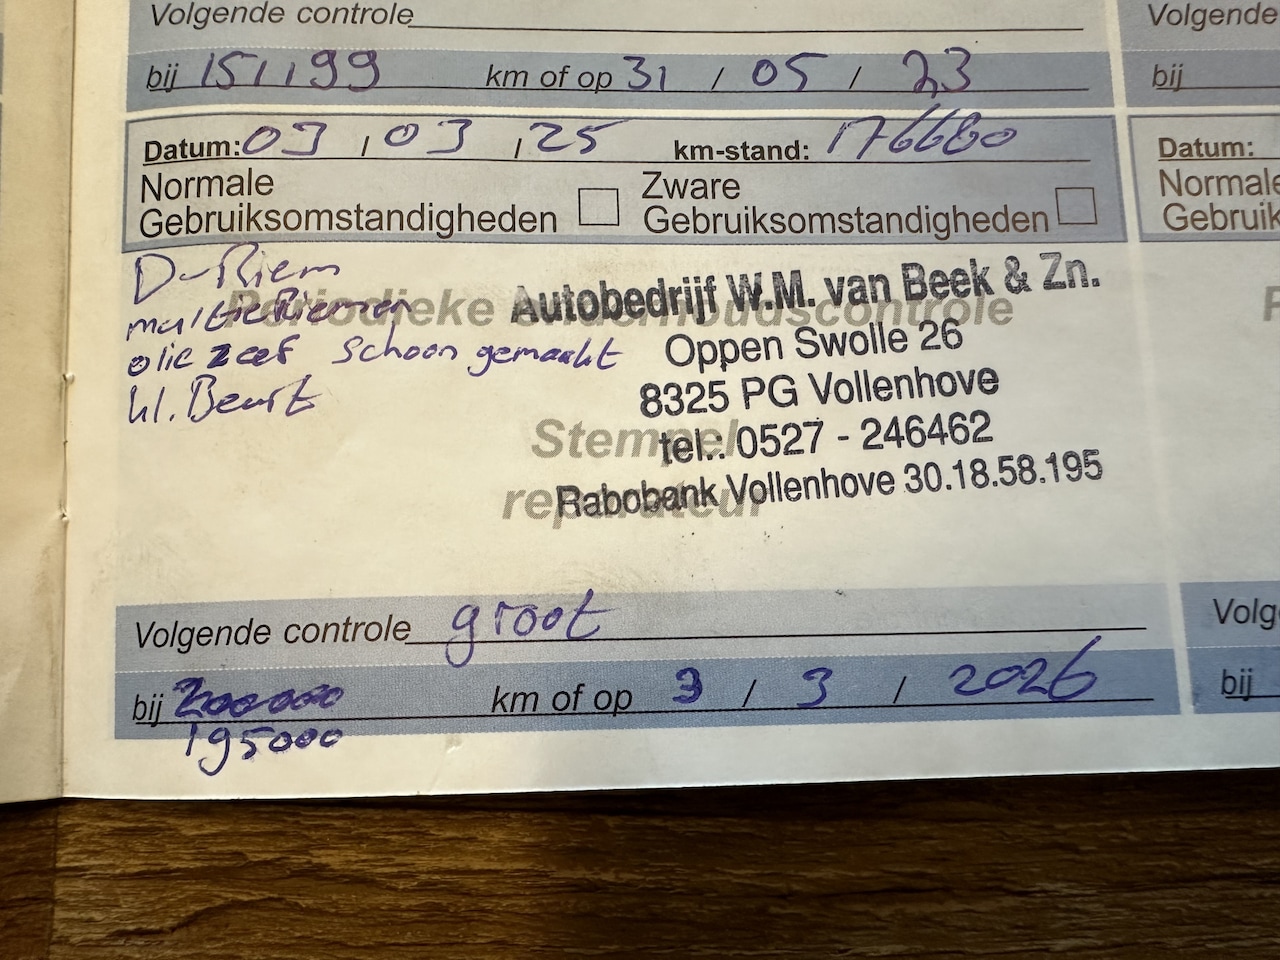 Volgende controle
Volgende
bij 151199 km of op 31 / 05 / 23
bij
Datum: 03 / 03 / 25 km-stand: 176680
Datum:
Normale Gebruiksomstandigheden
Zware Gebruiksomstandigheden
Normale
Gebruik
D-Riem
multieRiemen
olie zeef schoon gemaakt
kl. Beurt
Periodieke onderhoudscontrole
Stempel
reparateur
Autobedrijf W.M. van Beek & Zn.
Oppen Swolle 26
8325 PG Vollenhove
tel.: 0527 - 246462
Rabobank Vollenhove 30.18.58.195
Volgende controle groot
Volg
bij 200000 km of op 3 / 3 / 2026
195000
bij